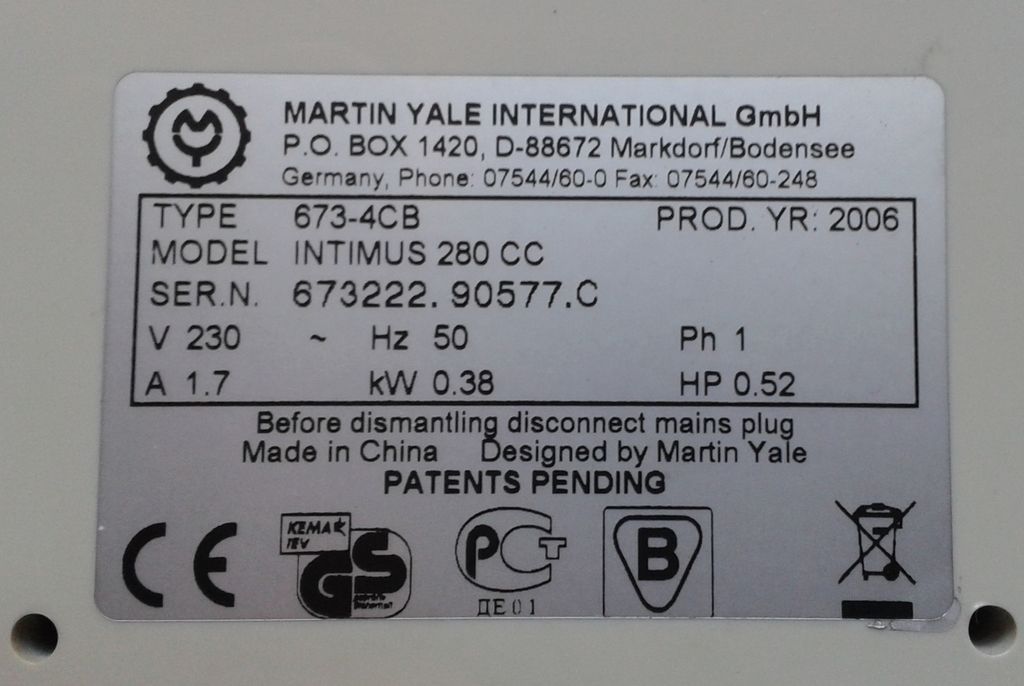 MARTIN YALE INTERNATIONAL GmbH
P.O. BOX 1420, D-88672 Markdorf/Bodensee
Germany, Phone: 07544/60-0 Fax: 07544/60-248
TYPE 673-4CB PROD. YR: 2006
MODEL INTIMUS 280 CC
SER.N. 673222.90577.C
V 230 ~ Hz 50 Ph 1
A 1.7 kW 0.38 HP 0.52
Before dismantling disconnect mains plug
Made in China Designed by Martin Yale
PATENTS PENDING
CE
KEMA
IEV
GS
PCT
ДЕ01
B